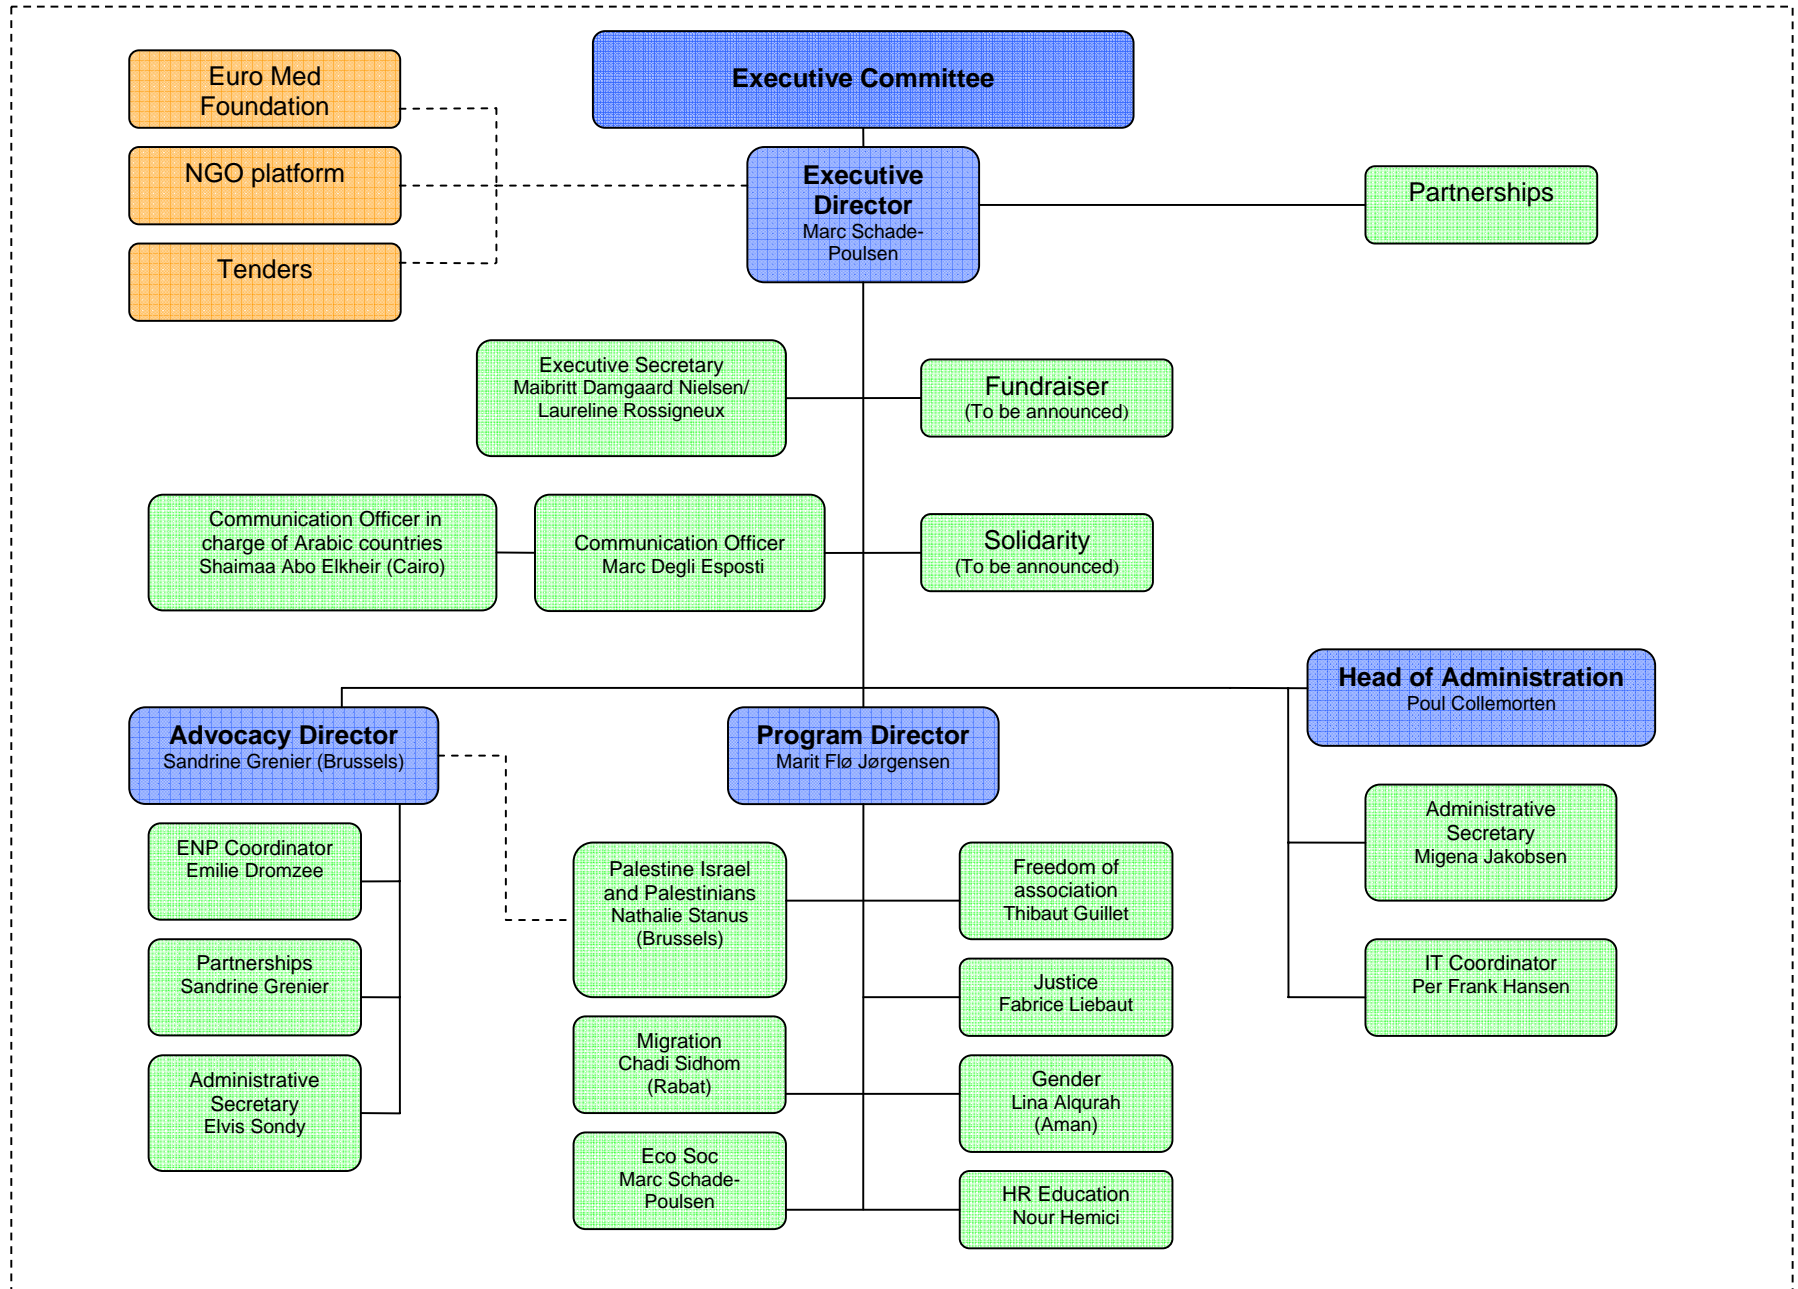 Euro Med
Foundation
NGO platform
Tenders
Executive Committee
Executive
Director
Marc Schade-
Poulsen
Partnerships
Executive Secretary
Maibritt Damgaard Nielsen/
Laureline Rossigneux
Fundraiser
(To be announced)
Communication Officer in
charge of Arabic countries
Shaimaa Abo Elkheir (Cairo)
Communication Officer
Marc Degli Esposti
Solidarity
(To be announced)
Head of Administration
Poul Collemorten
Advocacy Director
Sandrine Grenier (Brussels)
Program Director
Marit Flø Jørgensen
ENP Coordinator
Emilie Dromzee
Partnerships
Sandrine Grenier
Administrative
Secretary
Elvis Sondy
Palestine Israel
and Palestinians
Nathalie Stanus
(Brussels)
Migration
Chadi Sidhom
(Rabat)
Eco Soc
Marc Schade-
Poulsen
Freedom of
association
Thibaut Guillet
Justice
Fabrice Liebaut
Gender
Lina Alqurah
(Aman)
HR Education
Nour Hemici
Administrative
Secretary
Migena Jakobsen
IT Coordinator
Per Frank Hansen